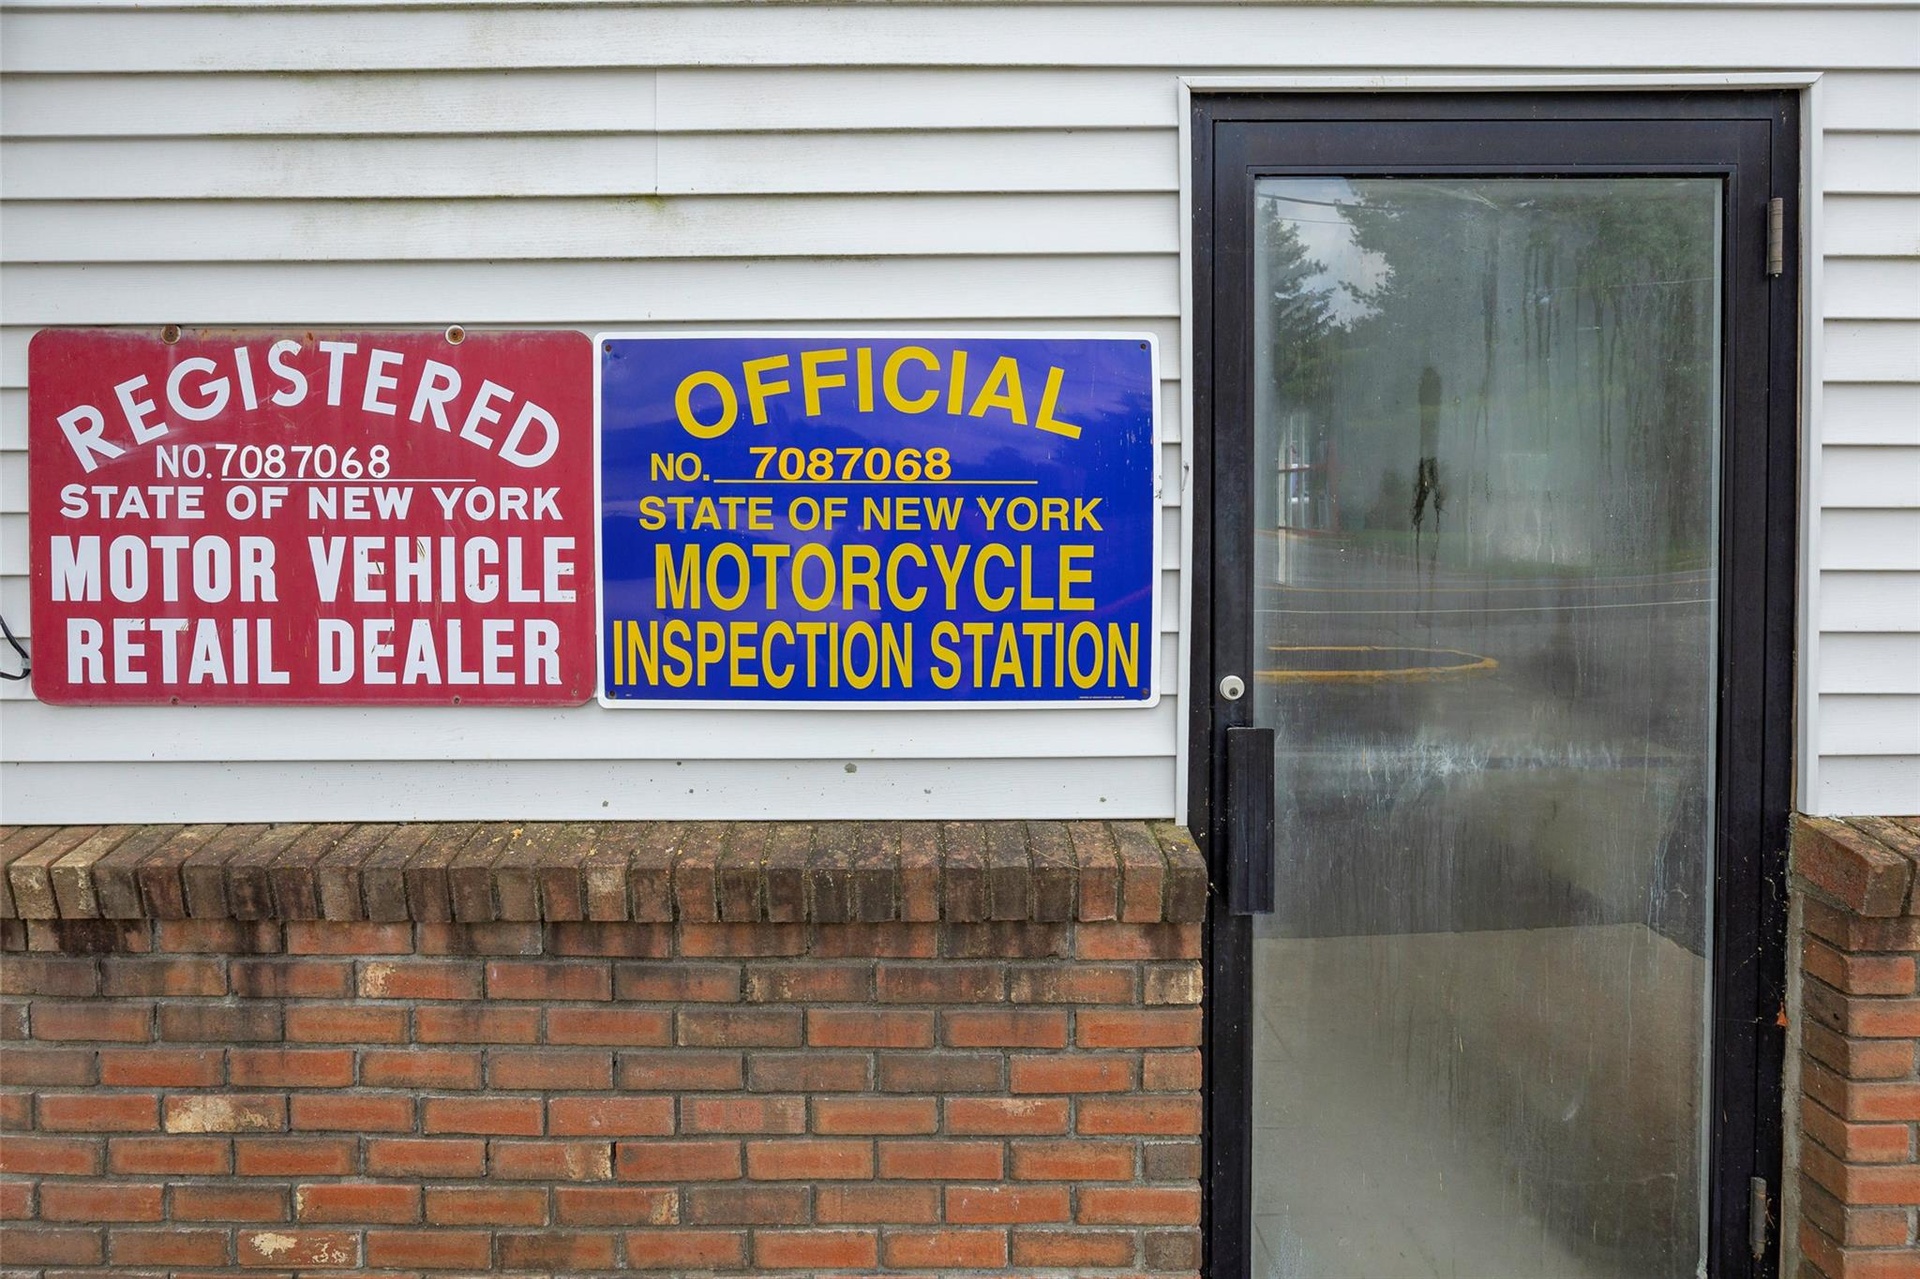 REGISTERED
NO. 7087068
STATE OF NEW YORK
MOTOR VEHICLE
RETAIL DEALER
OFFICIAL
NO. 7087068
STATE OF NEW YORK
MOTORCYCLE
INSPECTION STATION